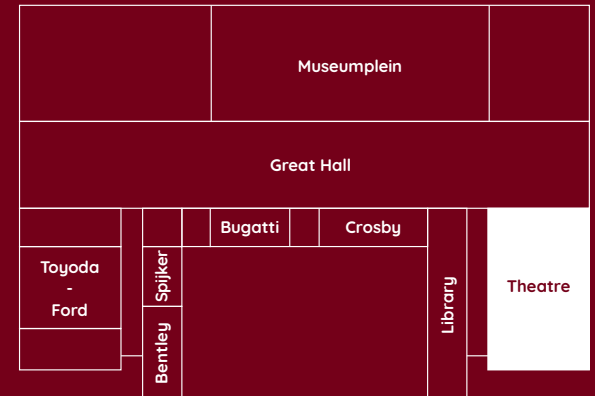 Museumplein
Great Hall
Bugatti
Crosby
Toyoda
-
Ford
Spijker
Bentley
Library
Theatre